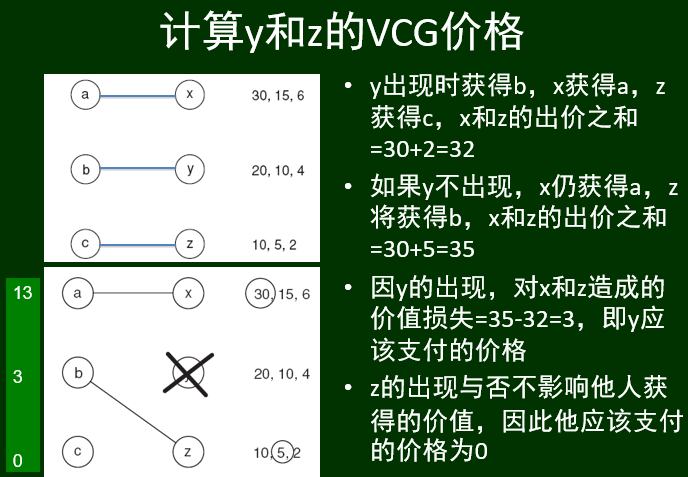 计算y和z的VCG价格
a x 30, 15, 6
b y 20, 10, 4
c z 10, 5, 2
13 a x 30, 15, 6
3 b 20, 10, 4
0 c z 10, 5, 2
• y出现时获得b，x获得a，z
获得c，x和z的出价之和
=30+2=32
• 如果y不出现，x仍获得a，z
将获得b，x和z的出价之和
=30+5=35
• 因y的出现，对x和z造成的
价值损失=35-32=3，即y应
该支付的价格
• z的出现与否不影响他人获
得的价值，因此他应该支付
的价格为0